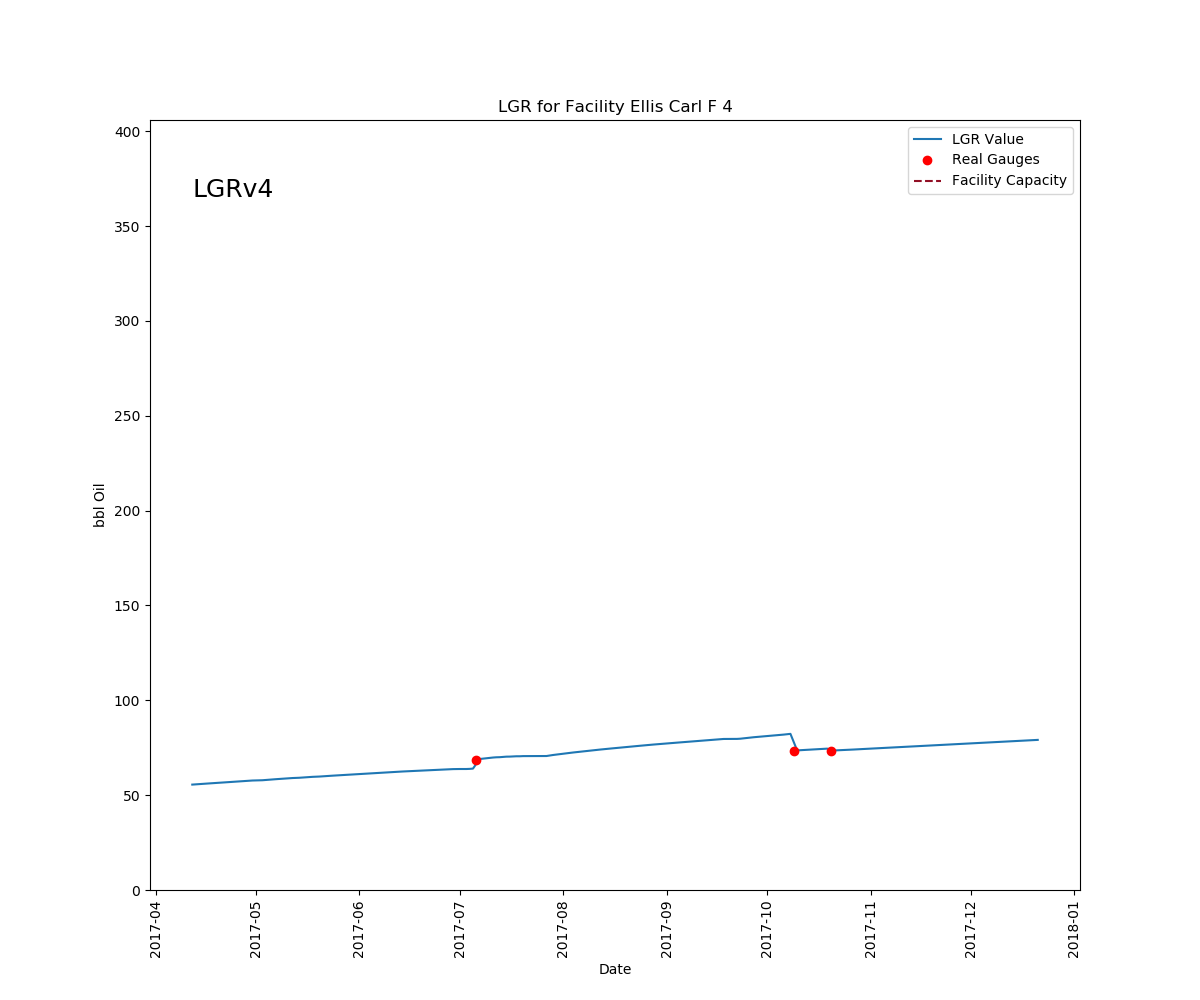 LGR for Facility Ellis Carl F 4
LGRv4
LGR Value
Real Gauges
Facility Capacity
400
350
300
250
200
150
100
50
0
bbl Oil
2017-04
2017-05
2017-06
2017-07
2017-08
2017-09
2017-10
2017-11
2017-12
2018-01
Date